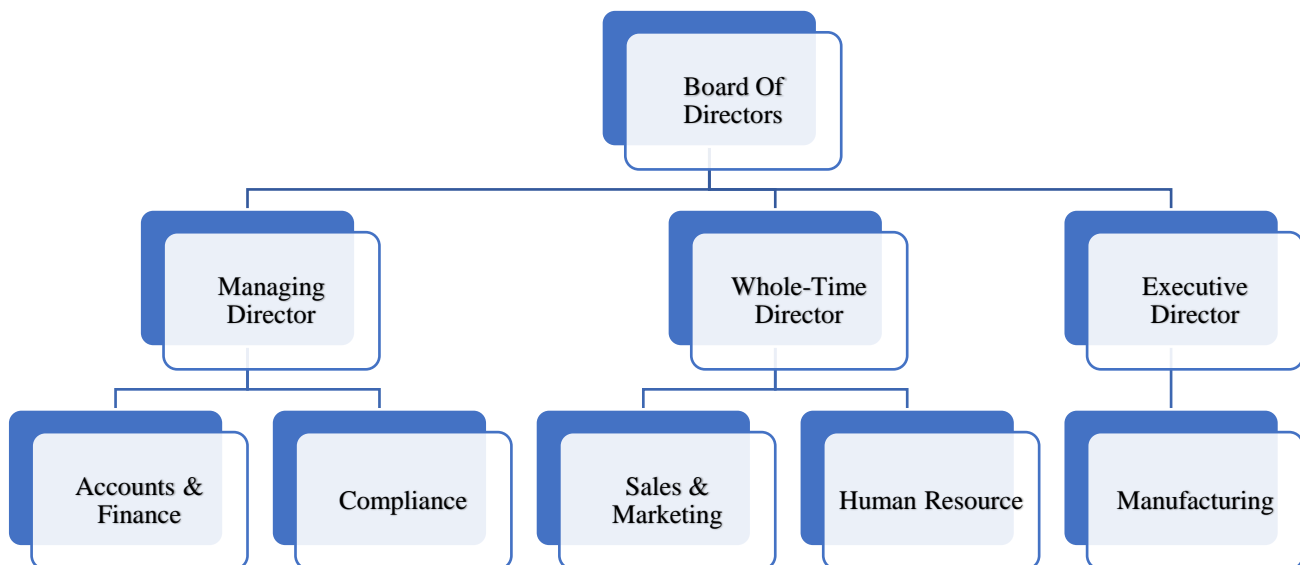 Board Of
Directors
Managing
Director
Whole-Time
Director
Executive
Director
Accounts &
Finance
Compliance
Sales &
Marketing
Human Resource
Manufacturing